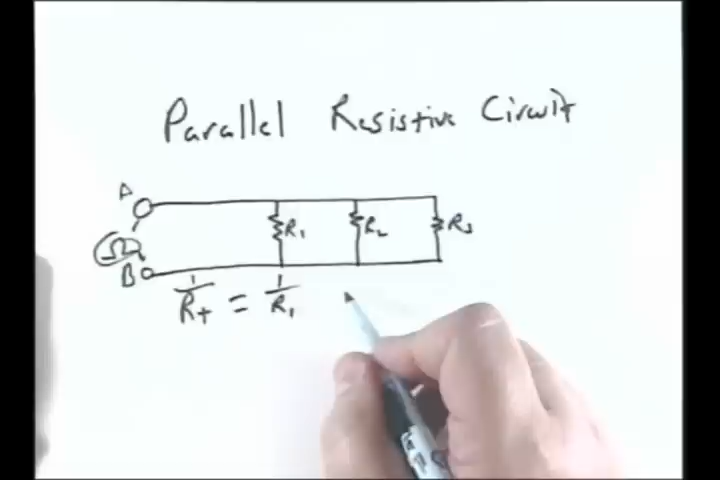 Parallel Resistive Circuit
A
R1 R2 R3
Ω
B
1/RT = 1/R1